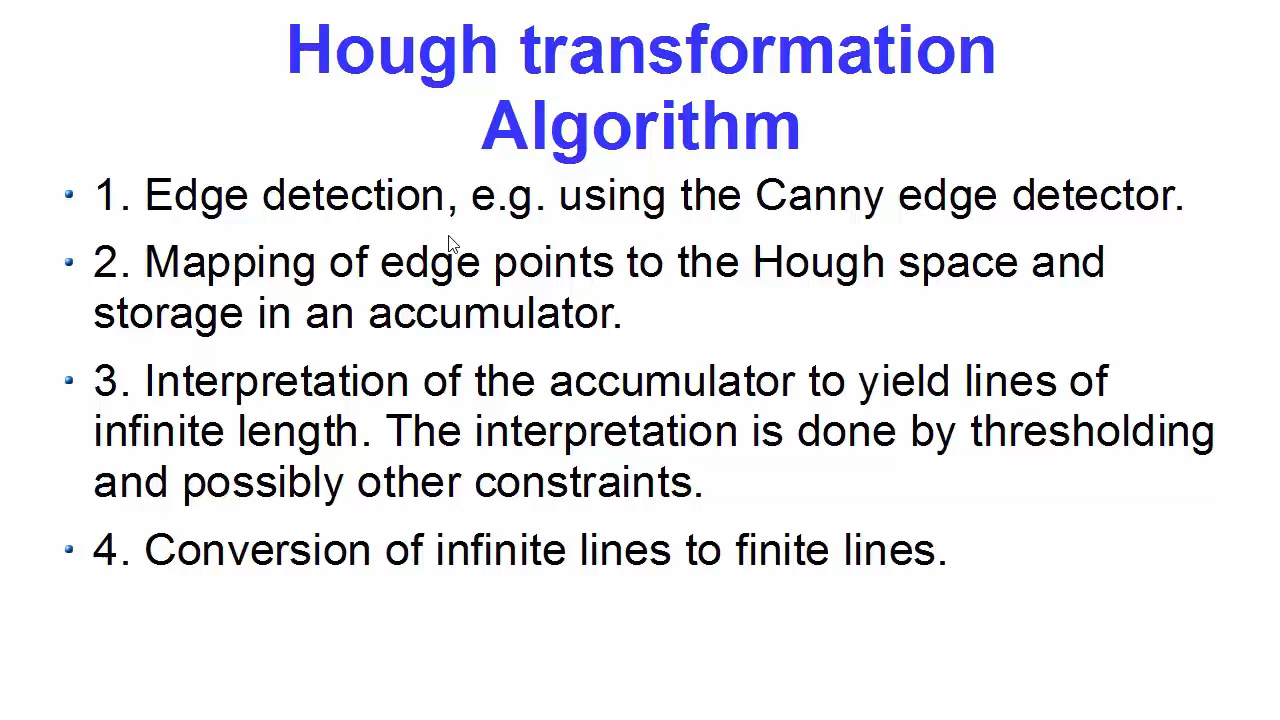 Hough transformation
Algorithm
• 1. Edge detection, e.g. using the Canny edge detector.
• 2. Mapping of edge points to the Hough space and
storage in an accumulator.
• 3. Interpretation of the accumulator to yield lines of
infinite length. The interpretation is done by thresholding
and possibly other constraints.
• 4. Conversion of infinite lines to finite lines.